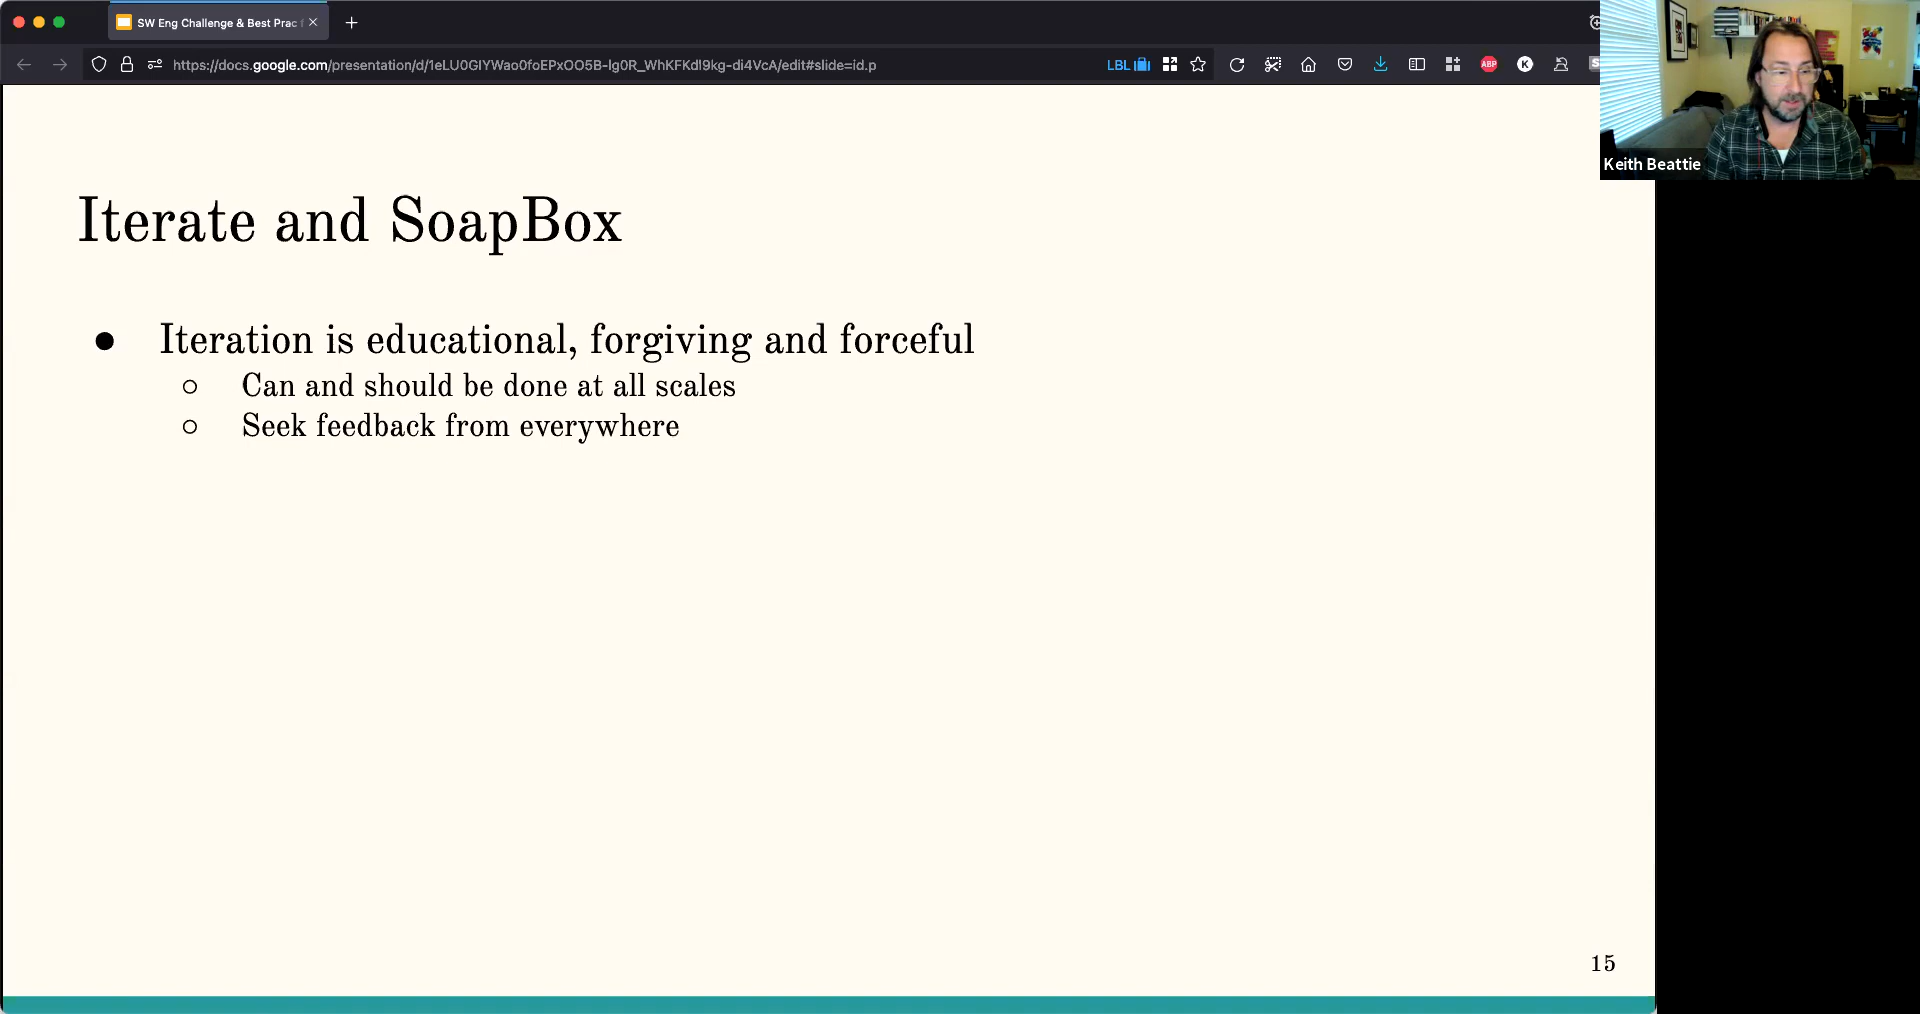 SW Eng Challenge & Best Prac
https://docs.google.com/presentation/d/1eLU0GIYWao0foEPxOO5B-Ig0R_WhKFKdl9kg-di4VcA/edit#slide=id.p
LBL
ABP
K
S
Keith Beattie
Iterate and SoapBox
● Iteration is educational, forgiving and forceful
○ Can and should be done at all scales
○ Seek feedback from everywhere
15